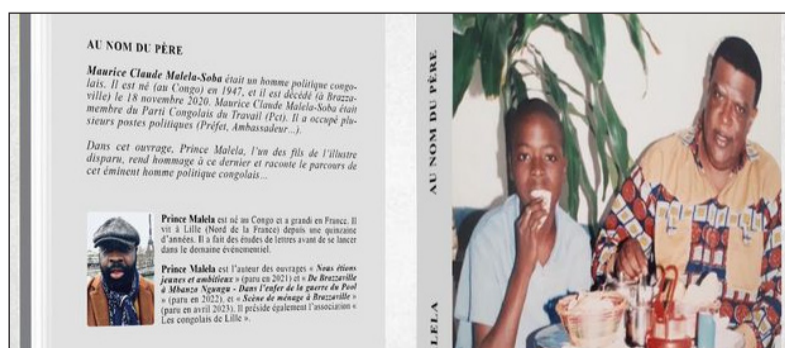 AU NOM DU PÈRE
Maurice Claude Malela-Soba était un homme politique congo-
lais. Il est né (au Congo) en 1947, et il est décédé (à Brazza-
ville) le 18 novembre 2020. Maurice Claude Malela-Soba était
membre du Parti Congolais du Travail (Pct). Il a occupé plu-
sieurs postes politiques (Préfet, Ambassadeur...).
Dans cet ouvrage, Prince Malela, l'un des fils de l'illustre
disparu, rend hommage à ce dernier et raconte le parcours de
cet éminent homme politique congolais...
Prince Malela est né au Congo et a grandi en France. Il
vit à Lille (Nord de la France) depuis une quinzaine
d'années. Il a fait des études de lettres avant de se lancer
dans le domaine événementiel.
Prince Malela est l'auteur des ouvrages « Nous étions
jeunes et ambitieux » (paru en 2021) et « De Brazzaville
à Mbanza Ngungu - Dans l'enfer de la guerre du Pool
» (paru en 2022), et « Scène de ménage à Brazzaville »
(paru en avril 2023). Il préside également l'association «
Les congolais de Lille ».
AU NOM DU PÈRE
LELA